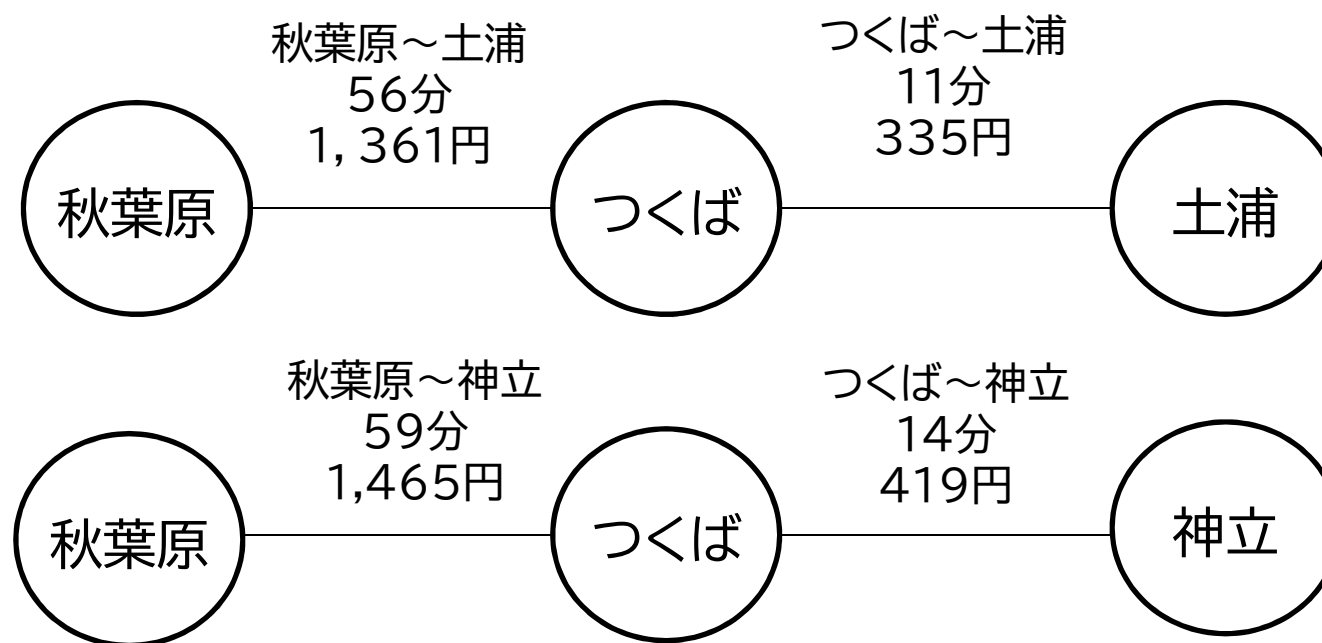 秋葉原～土浦
56分
1,361円
つくば～土浦
11分
335円
秋葉原
つくば
土浦
秋葉原～神立
59分
1,465円
つくば～神立
14分
419円
秋葉原
つくば
神立